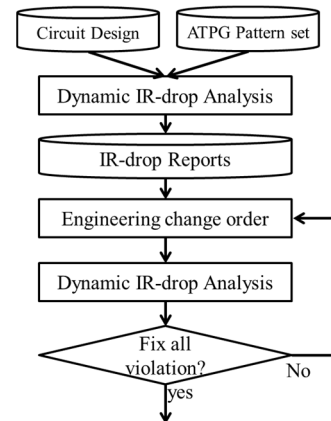 Circuit Design
ATPG Pattern set
Dynamic IR-drop Analysis
IR-drop Reports
Engineering change order
Dynamic IR-drop Analysis
Fix all
violation?
No
yes